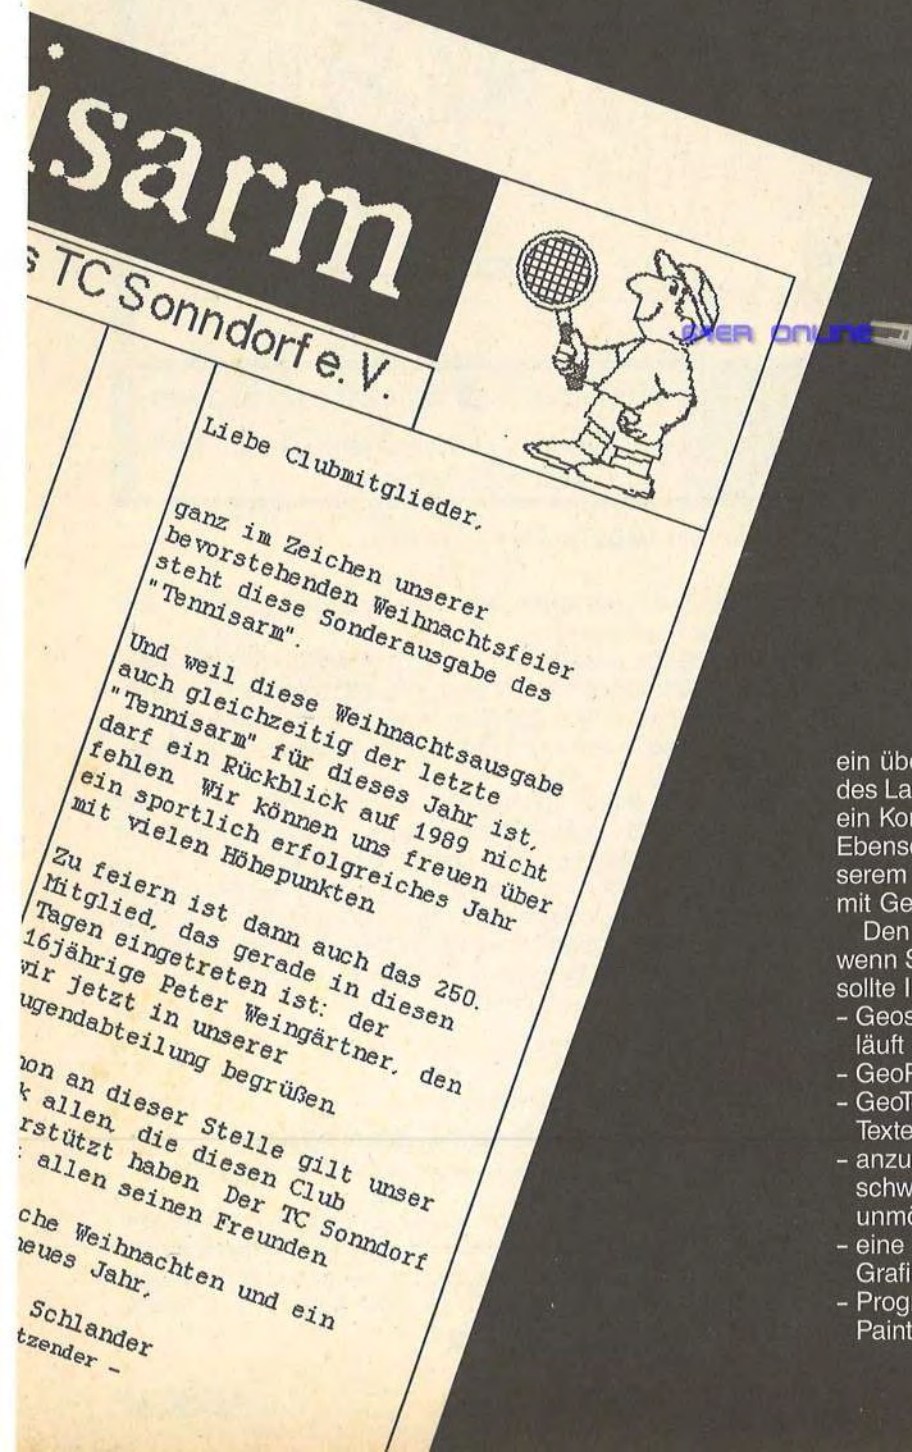 isarm
s TC Sonndorf e.V.
64ER ONLINE
Liebe Clubmitglieder,
ganz im Zeichen unserer
bevorstehenden Weihnachtsfeier
steht diese Sonderausgabe des
"Tennisarm".
Und weil diese Weihnachtsausgabe
auch gleichzeitig der letzte
"Tennisarm" für dieses Jahr ist,
darf ein Rückblick auf 1989 nicht
fehlen Wir können uns freuen über
ein sportlich erfolgreiches Jahr
mit vielen Höhepunkten
Zu feiern ist dann auch das 250.
Mitglied, das gerade in diesen
Tagen eingetreten ist: der
16jährige Peter Weingärtner, den
wir jetzt in unserer
ugendabteilung begrüßen
hon an dieser Stelle gilt unser
k allen, die diesen Club
rstützt haben Der TC Sonndorf
: allen seinen Freunden
che Weihnachten und ein
neues Jahr,
Schlander
tzender –
ein übe
des La
ein Kor
Ebens
serem
mit Ge
Den
wenn S
sollte I
– Geos
läuft
– GeoF
– GeoT
Texte
– anzu
schw
unmö
– eine
Grafi
– Prog
Paint